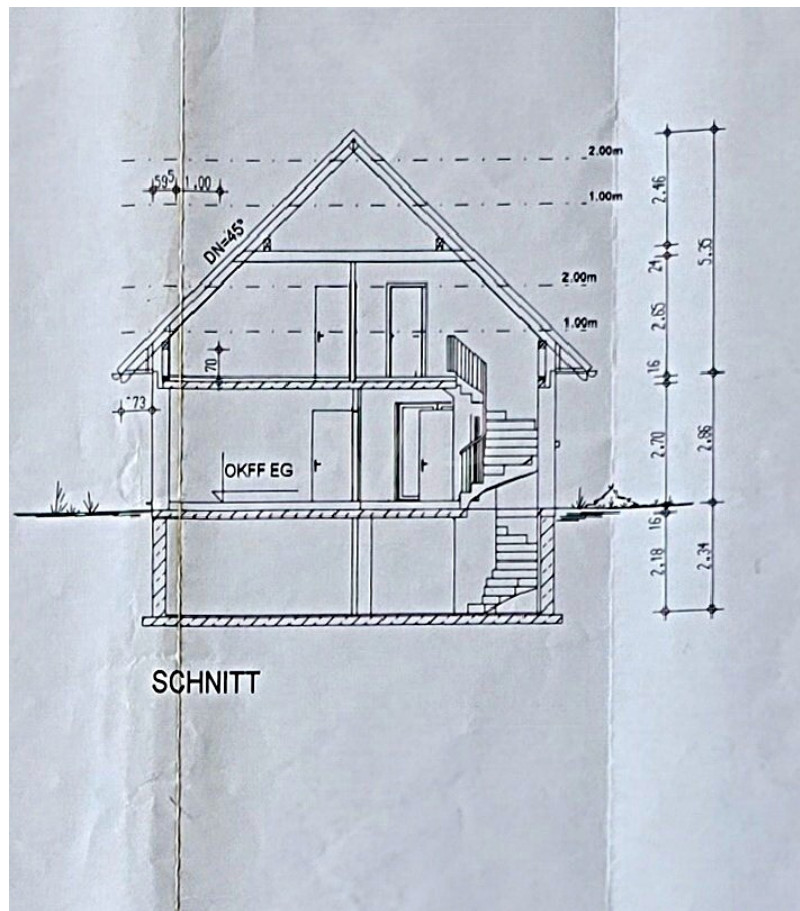 2.00m
59⁵ 1.00
1.00m
2.46
DN=45°
24
5.35
2.00m
2.65
1.00m
70
16
73
2.70
2.86
OKFF EG
16
2.18
2.34
SCHNITT